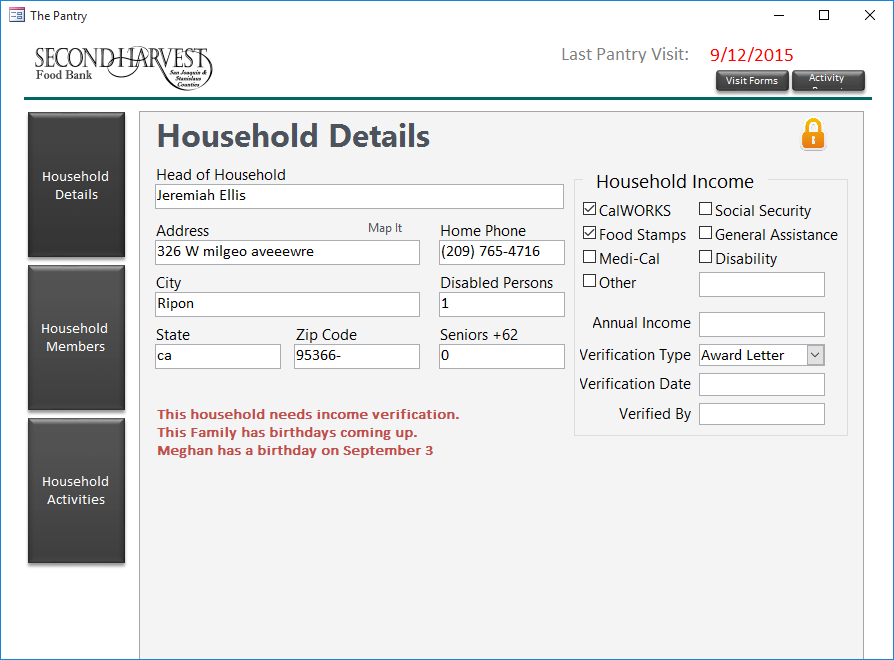 The Pantry
SECOND HARVEST
Food Bank
San Joaquin &
Stanislaus
Counties
Last Pantry Visit: 9/12/2015
Visit Forms
Activity
Household
Details
Household
Members
Household
Activities
Household Details
Head of Household
Jeremiah Ellis
Address Map It
326 W milgeo aveeewre
Home Phone
(209) 765-4716
City
Ripon
Disabled Persons
1
State
ca
Zip Code
95366-
Seniors +62
0
This household needs income verification.
This Family has birthdays coming up.
Meghan has a birthday on September 3
Household Income
CalWORKS Social Security
Food Stamps General Assistance
Medi-Cal Disability
Other
Annual Income
Verification Type Award Letter
Verification Date
Verified By